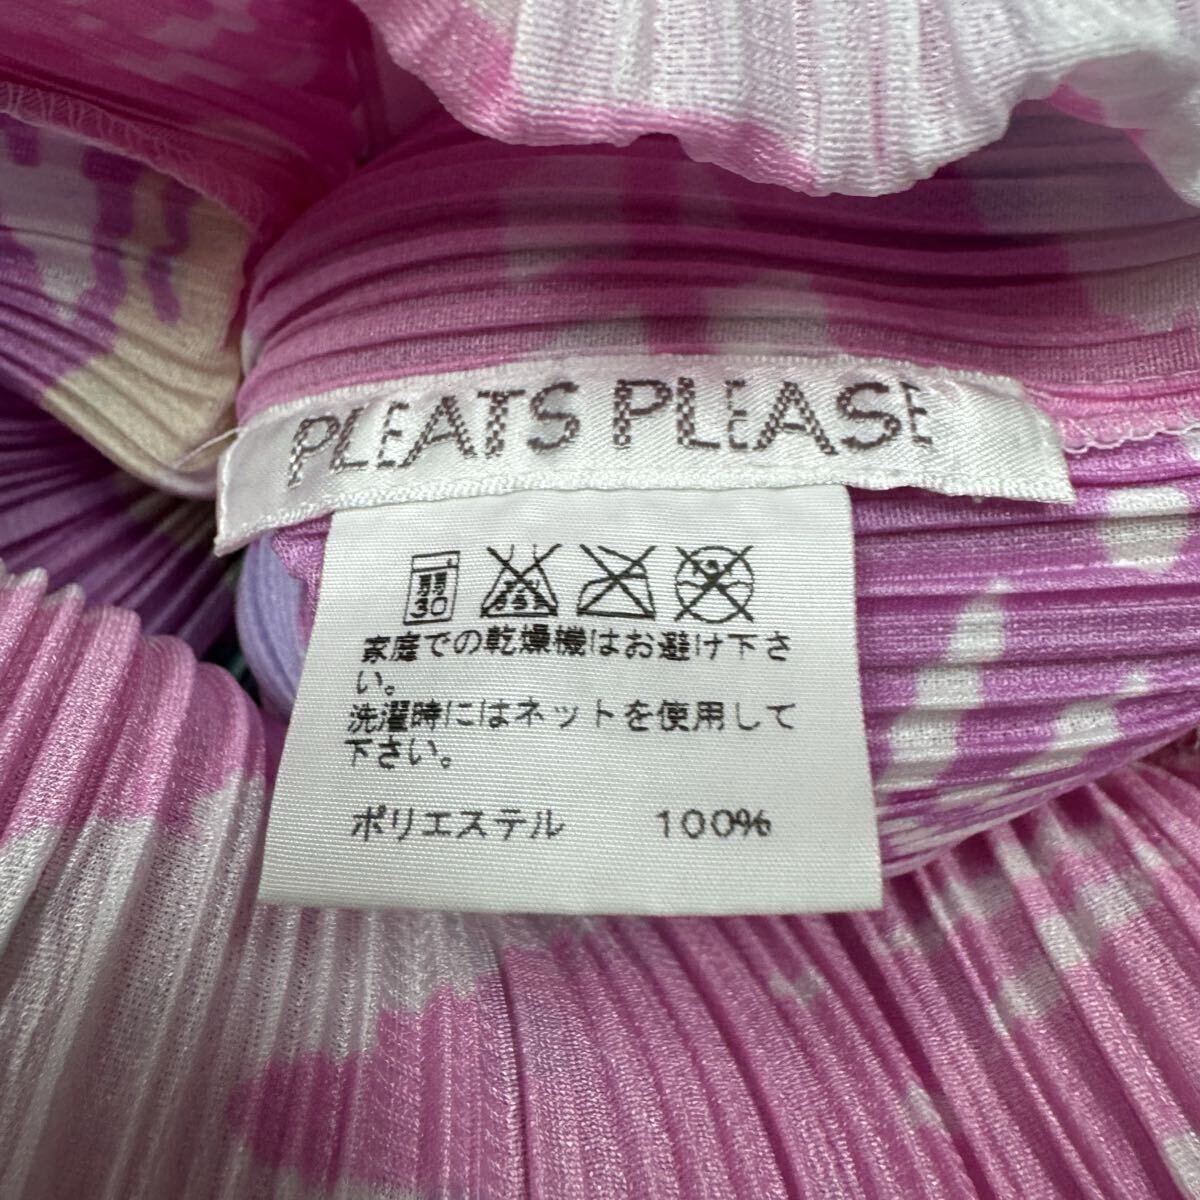 PLEATS PLEASE
弱
30
家庭での乾燥機はお避け下さ
い。
洗濯時にはネットを使用して
下さい。
ポリエステル 100%